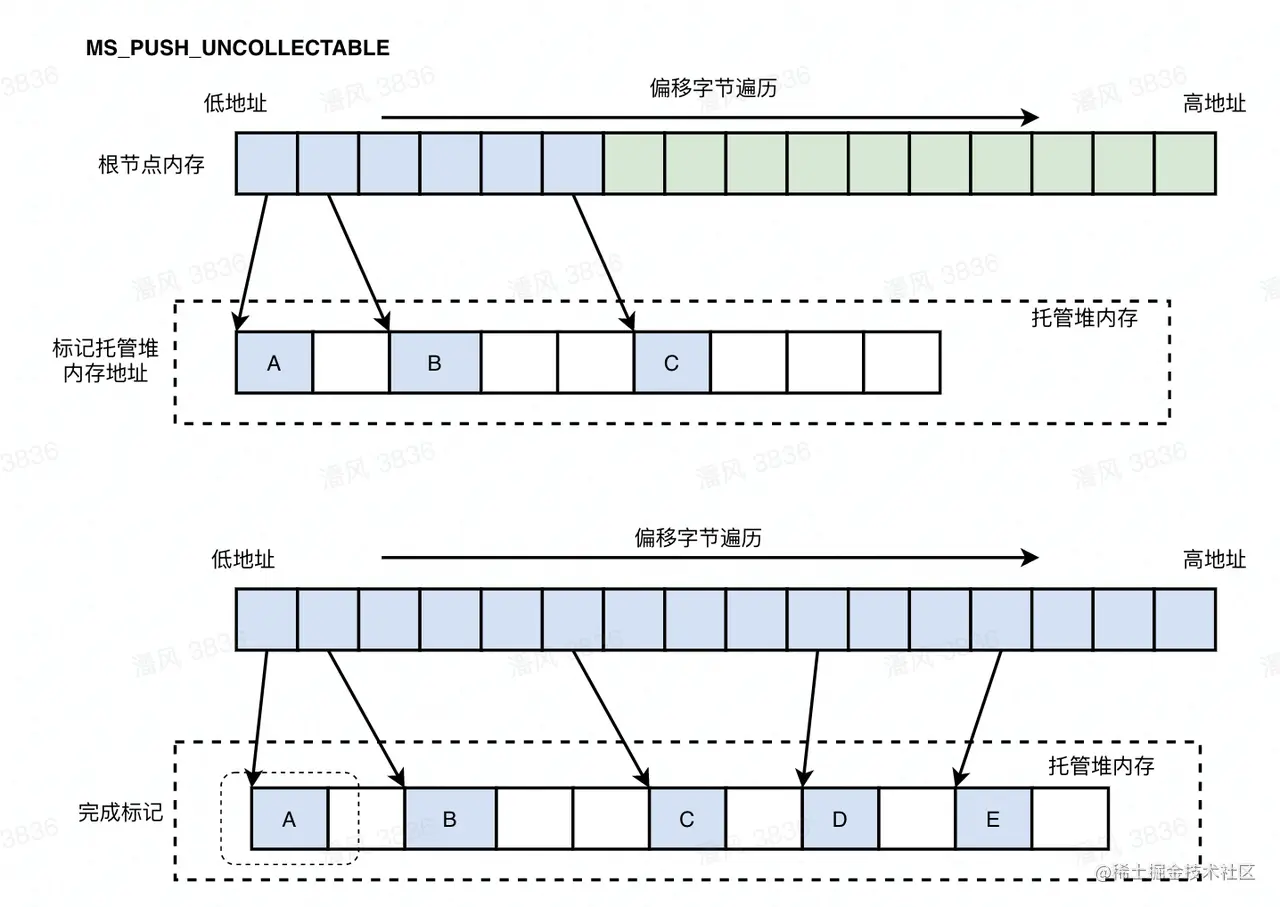 MS_PUSH_UNCOLLECTABLE
低地址
偏移字节遍历
高地址
根节点内存
标记托管堆
内存地址
托管堆内存
A
B
C
低地址
偏移字节遍历
高地址
完成标记
托管堆内存
A
B
C
D
E
@稀土掘金技术社区
潘风 3836